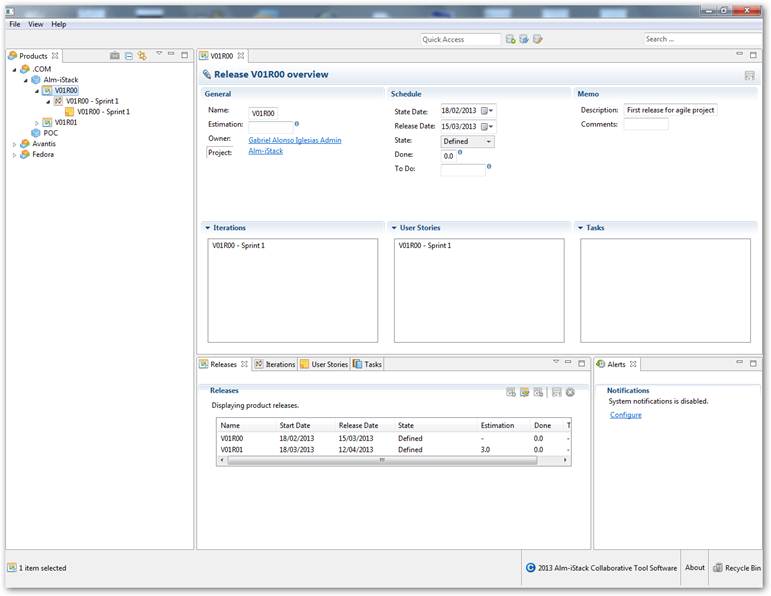 File View Help
Quick Access
Search ...
Products
.COM
Alm-iStack
V01R00
V01R00 - Sprint 1
V01R00 - Sprint 1
V01R01
POC
Avantis
Fedora
V01R00
Release V01R00 overview
General
Name: V01R00
Estimation:
Owner: Gabriel Alonso Iglesias Admin
Project: Alm-iStack
Schedule
State Date: 18/02/2013
Release Date: 15/03/2013
State: Defined
Done: 0.0
To Do:
Memo
Description: First release for agile project
Comments:
Iterations
V01R00 - Sprint 1
User Stories
V01R00 - Sprint 1
Tasks
Releases Iterations User Stories Tasks
Releases
Displaying product releases.
Name Start Date Release Date State Estimation Done T
V01R00 18/02/2013 15/03/2013 Defined - 0.0 -
V01R01 18/03/2013 12/04/2013 Defined 3.0 0.0 -
Alerts
Notifications
System notifications is disabled.
Configure
1 item selected
2013 Alm-iStack Collaborative Tool Software
About
Recycle Bin